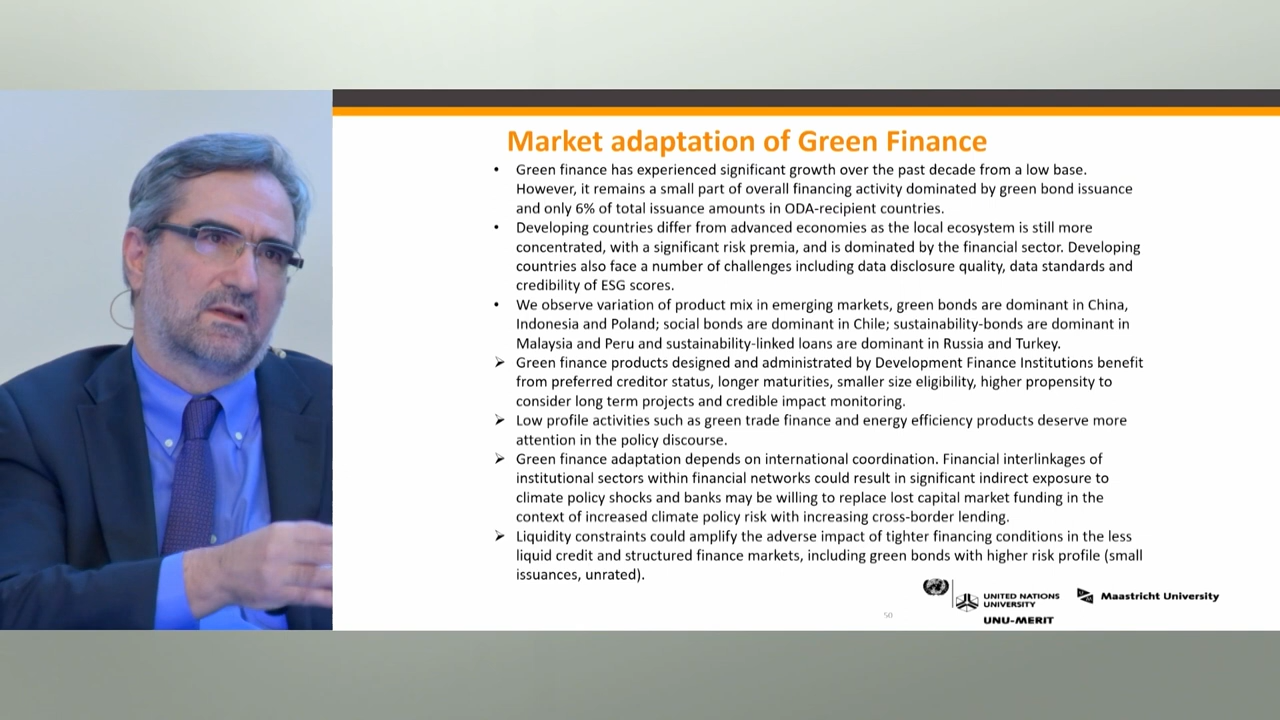 Market adaptation of Green Finance
• Green finance has experienced significant growth over the past decade from a low base.
However, it remains a small part of overall financing activity dominated by green bond issuance
and only 6% of total issuance amounts in ODA-recipient countries.
• Developing countries differ from advanced economies as the local ecosystem is still more
concentrated, with a significant risk premia, and is dominated by the financial sector. Developing
countries also face a number of challenges including data disclosure quality, data standards and
credibility of ESG scores.
• We observe variation of product mix in emerging markets, green bonds are dominant in China,
Indonesia and Poland; social bonds are dominant in Chile; sustainability-bonds are dominant in
Malaysia and Peru and sustainability-linked loans are dominant in Russia and Turkey.
➢ Green finance products designed and administrated by Development Finance Institutions benefit
from preferred creditor status, longer maturities, smaller size eligibility, higher propensity to
consider long term projects and credible impact monitoring.
➢ Low profile activities such as green trade finance and energy efficiency products deserve more
attention in the policy discourse.
➢ Green finance adaptation depends on international coordination. Financial interlinkages of
institutional sectors within financial networks could result in significant indirect exposure to
climate policy shocks and banks may be willing to replace lost capital market funding in the
context of increased climate policy risk with increasing cross-border lending.
➢ Liquidity constraints could amplify the adverse impact of tighter financing conditions in the less
liquid credit and structured finance markets, including green bonds with higher risk profile (small
issuances, unrated).
50
UNITED NATIONS
UNIVERSITY
UNU-MERIT
Maastricht University